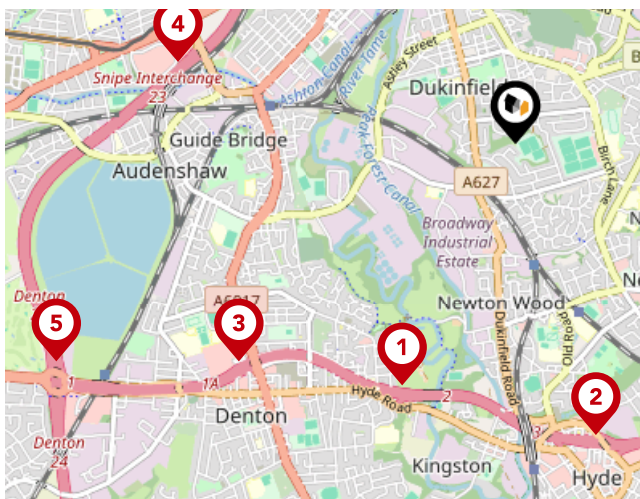 4
Snipe Interchange
23
Ashton Canal
River Tame
Astley Street
Dukinfield
Guide Bridge
Peak Forest Canal
Audenshaw
A627
Birch Lane
Broadway
Industrial
Estate
Denton
A6017
Newton Wood
5
3
1
Dukinfield Road
Old Road
1
1A
Hyde Road
2
2
Denton
3
Denton
24
Kingston
Hyde